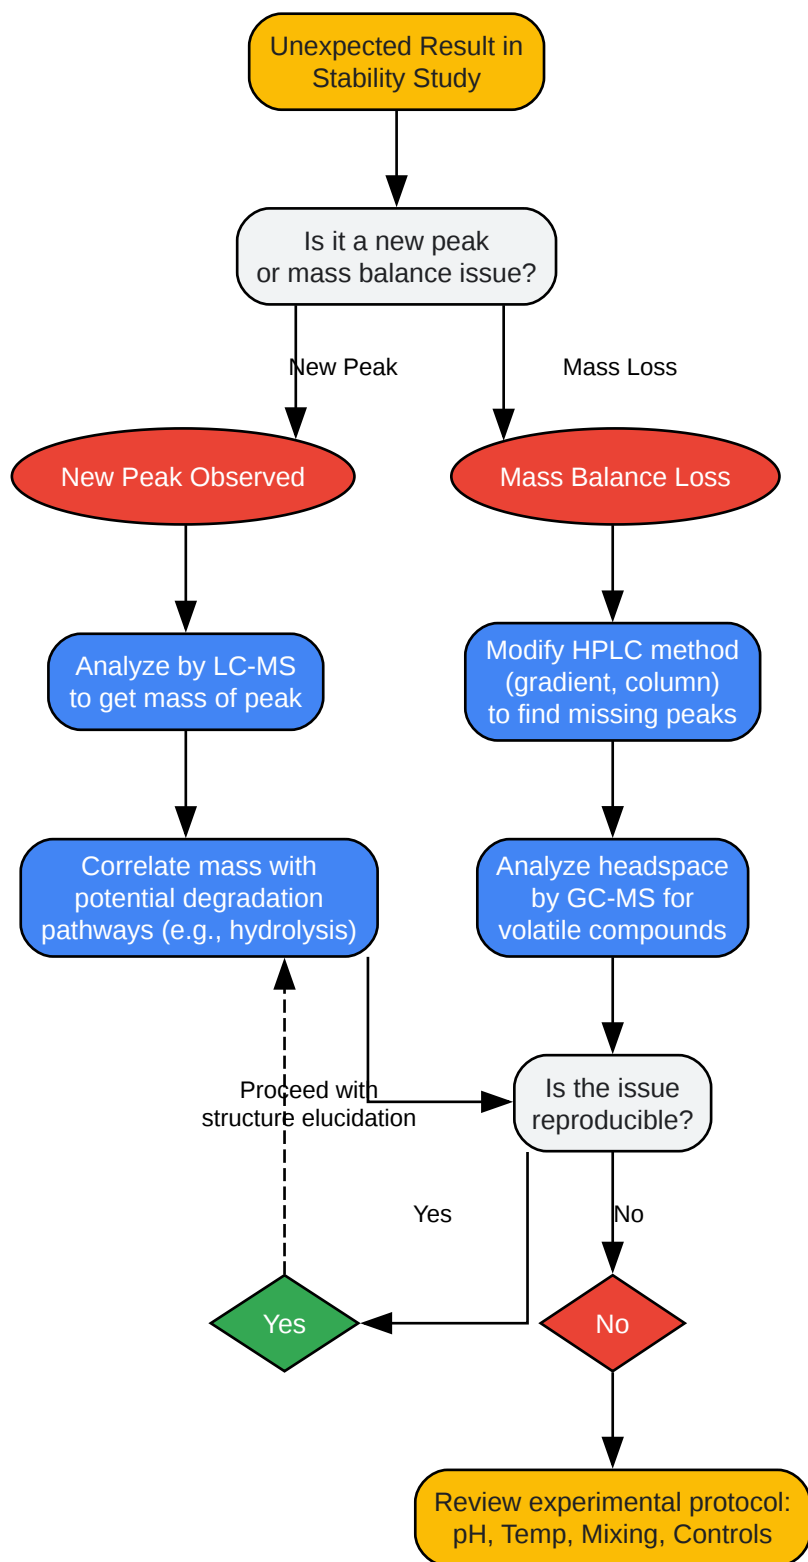 Unexpected Result in
Stability Study
Is it a new peak
or mass balance issue?
New Peak
Mass Loss
New Peak Observed
Mass Balance Loss
Analyze by LC-MS
to get mass of peak
Modify HPLC method
(gradient, column)
to find missing peaks
Correlate mass with
potential degradation
pathways (e.g., hydrolysis)
Analyze headspace
by GC-MS for
volatile compounds
Proceed with
structure elucidation
Is the issue
reproducible?
Yes
No
Yes
No
Review experimental protocol:
pH, Temp, Mixing, Controls